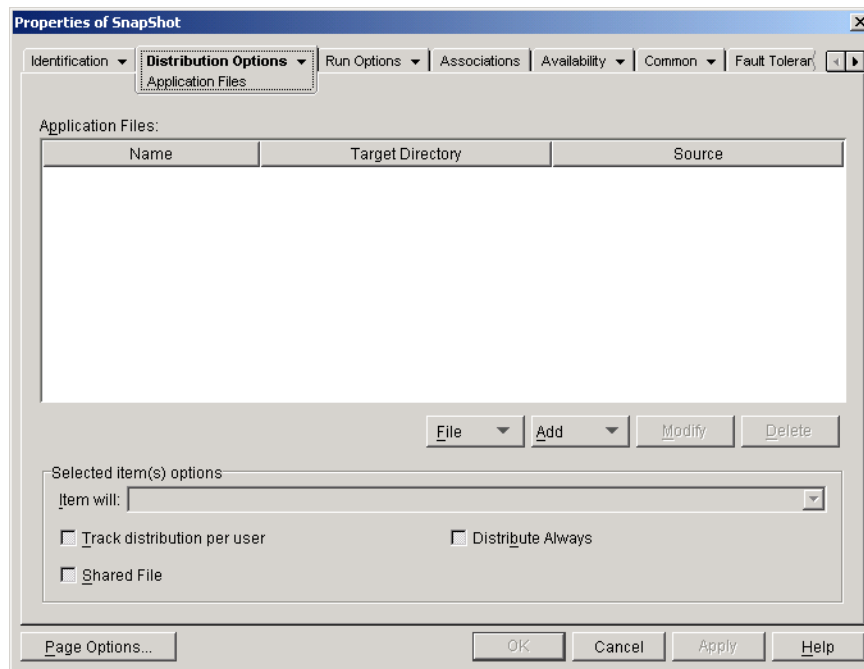 Properties of SnapShot
Identification Distribution Options Run Options Associations Availability Common Fault Toleran
Application Files
Application Files:
Name Target Directory Source
File Add Modify Delete
Selected item(s) options
Item will:
Track distribution per user Distribute Always
Shared File
Page Options... OK Cancel Apply Help